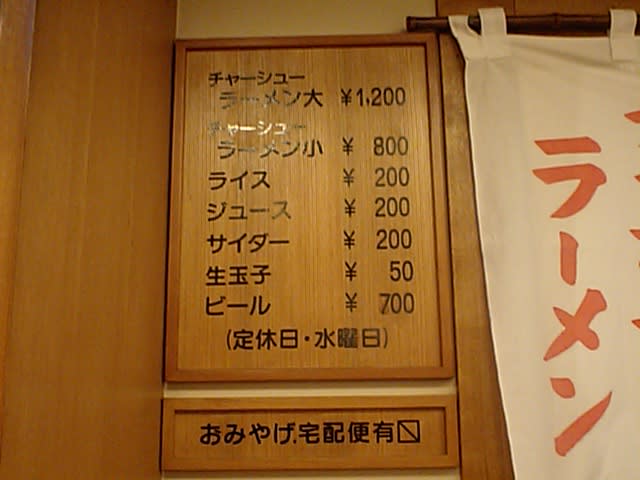 チャーシュー
ラーメン大 ¥1,200
チャーシュー
ラーメン小 ¥ 800
ライス ¥ 200
ジュース ¥ 200
サイダー ¥ 200
生玉子 ¥ 50
ビール ¥ 700
(定休日・水曜日)
おみやげ、宅配便有〼
ラーメン